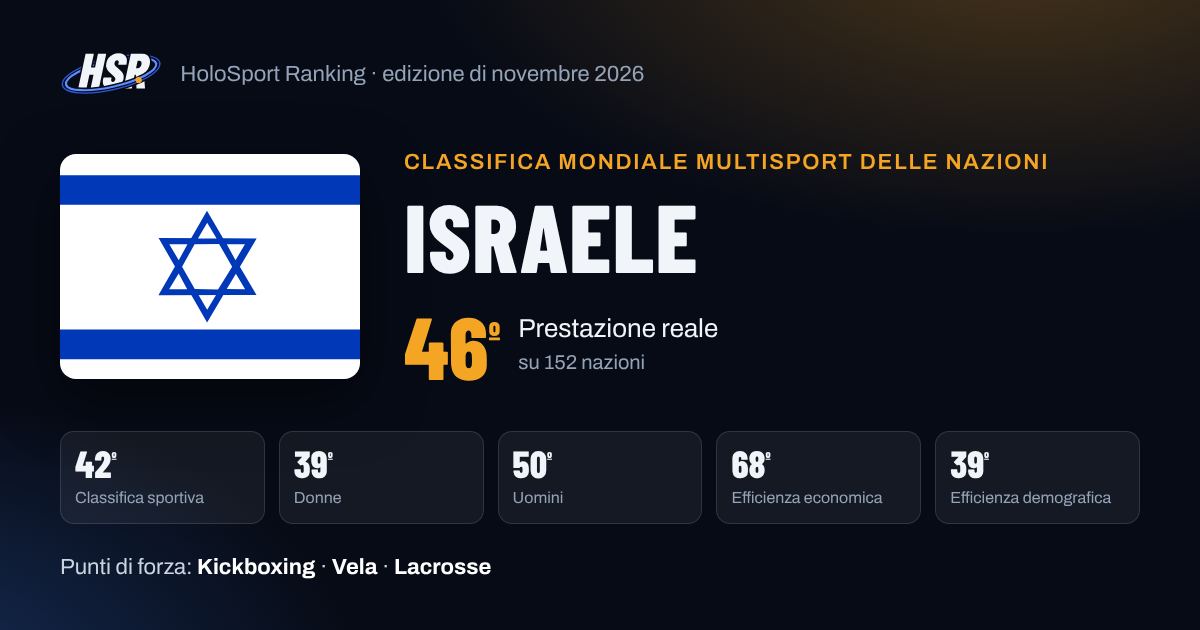 HSR HoloSport Ranking · edizione di novembre 2026
CLASSIFICA MONDIALE MULTISPORT DELLE NAZIONI
ISRAELE
46º Prestazione reale
su 152 nazioni
42º
Classifica sportiva
39º
Donne
50º
Uomini
68º
Efficienza economica
39º
Efficienza demografica
Punti di forza: Kickboxing · Vela · Lacrosse